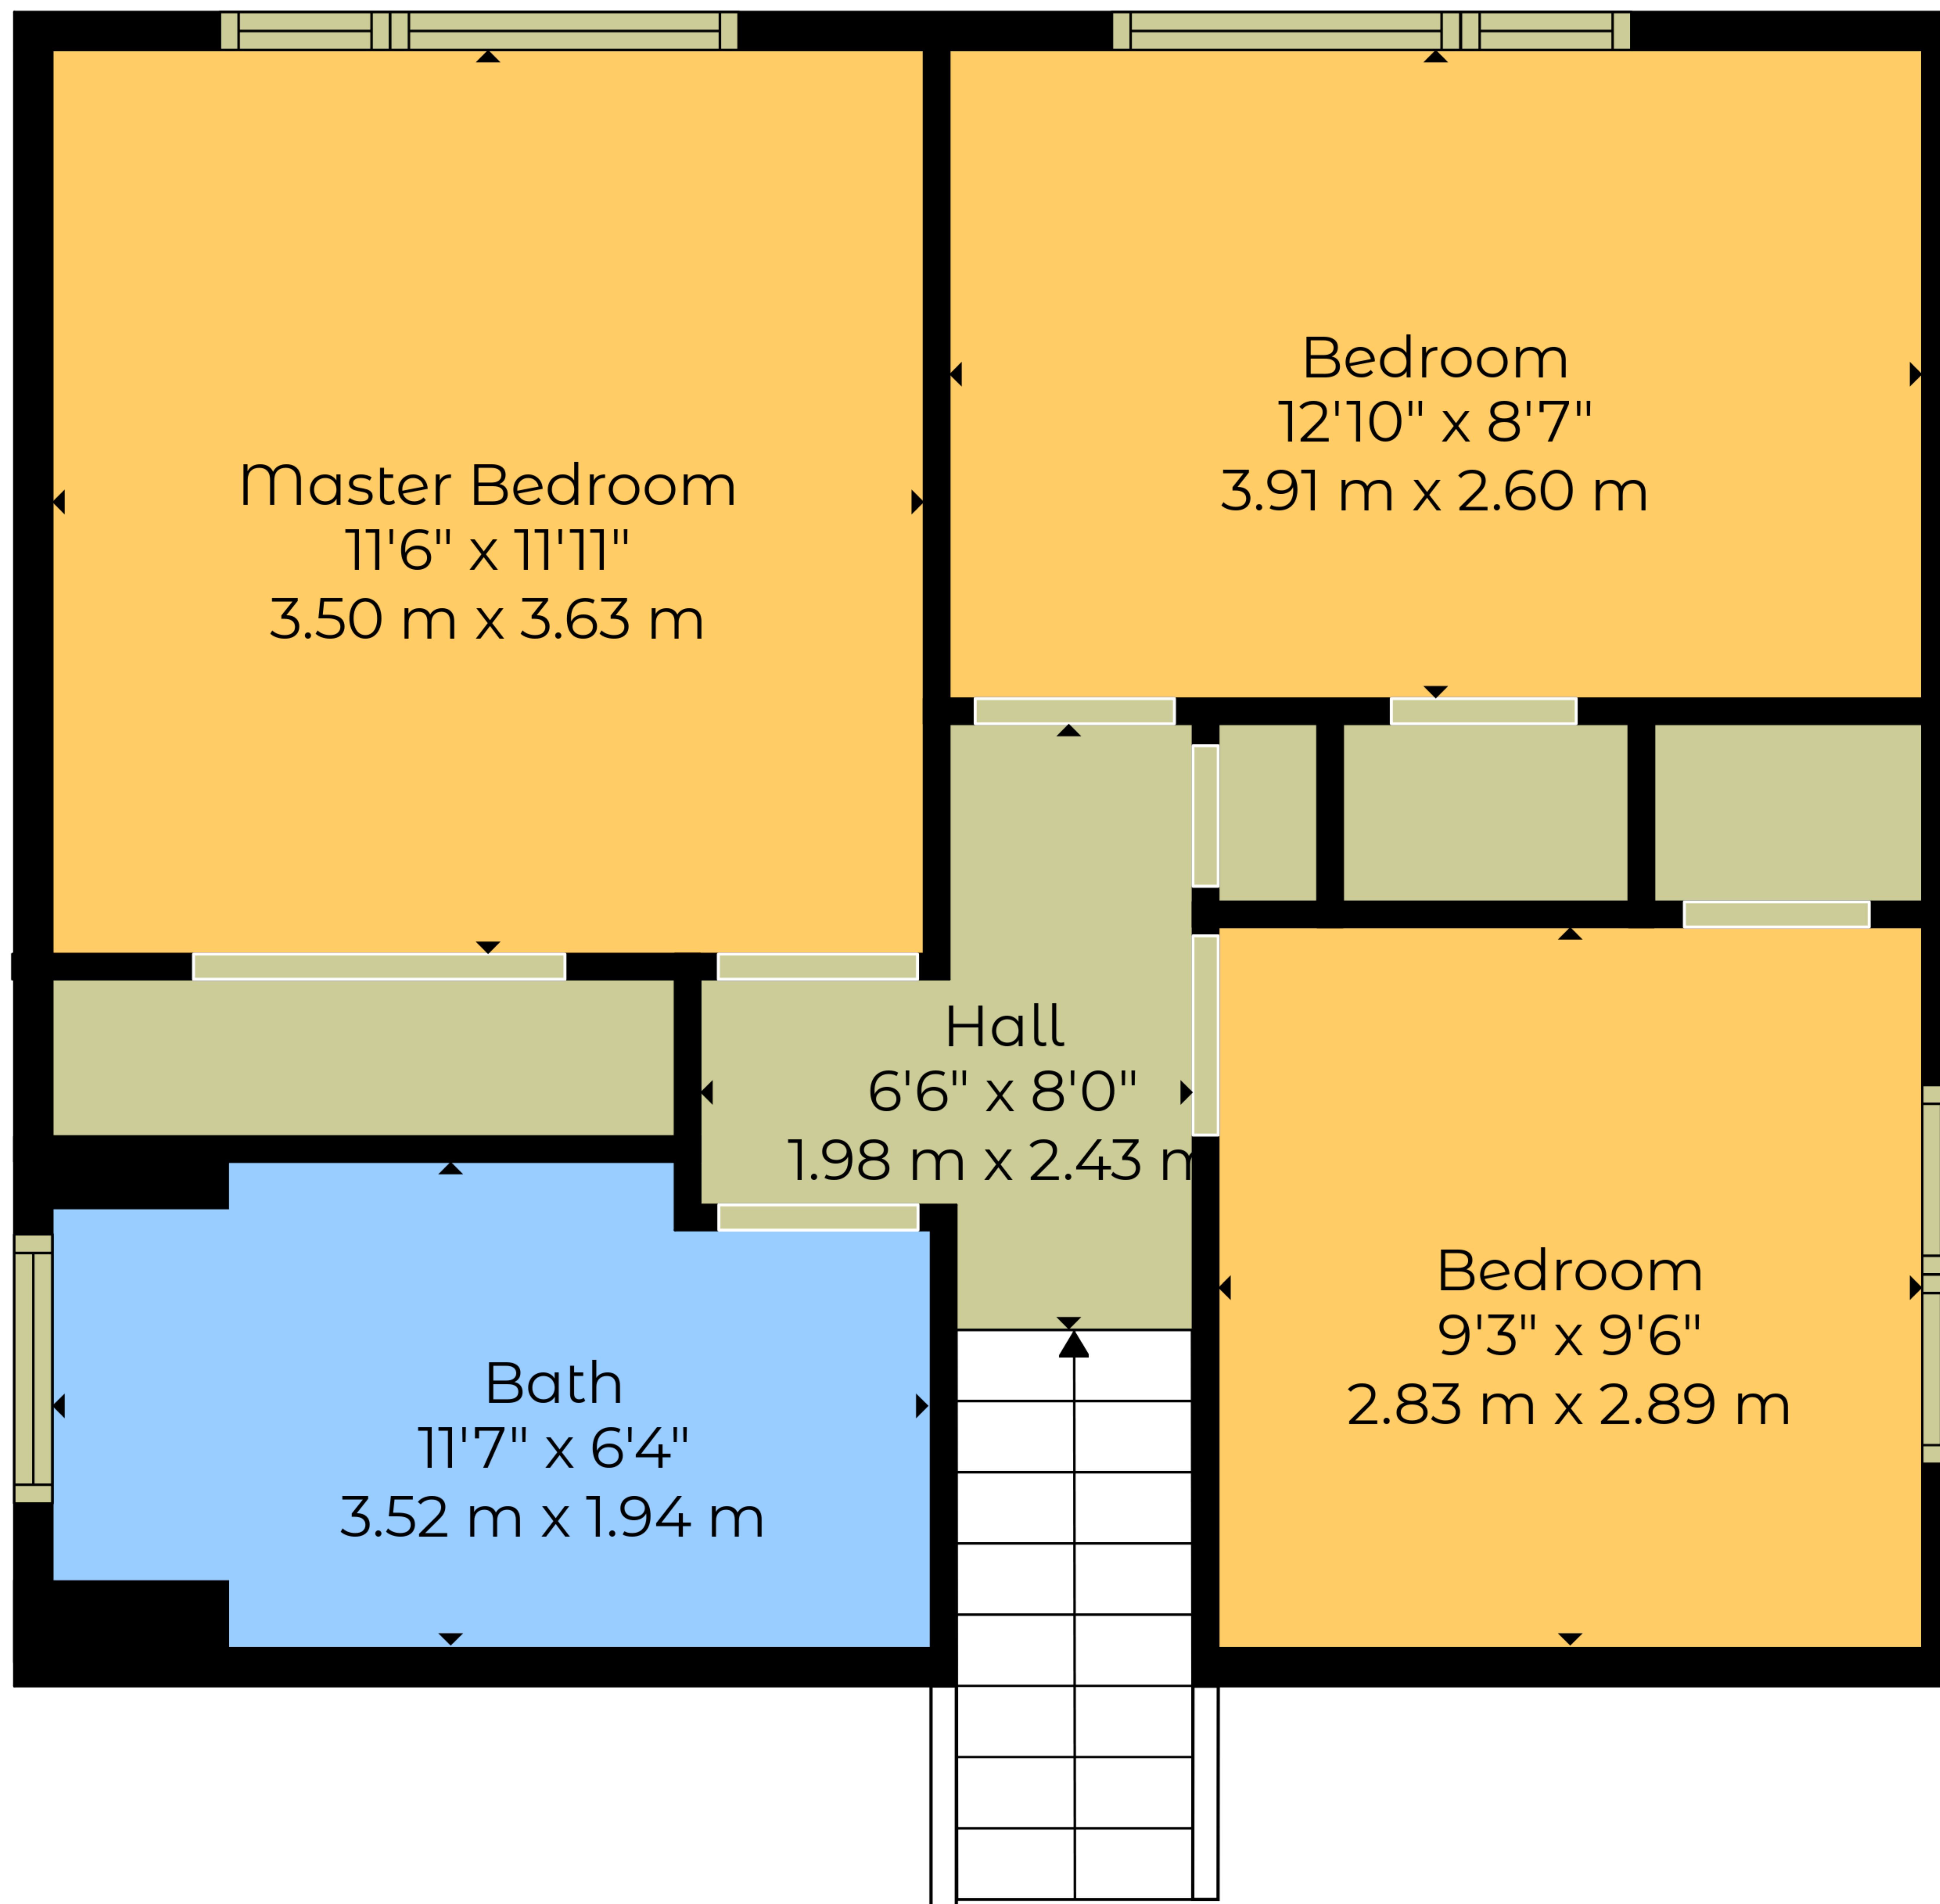 Master Bedroom
11'6" x 11'11"
3.50 m x 3.63 m
Bedroom
12'10" x 8'7"
3.91 m x 2.60 m
Hall
6'6" x 8'0"
1.98 m x 2.43 m
Bath
11'7" x 6'4"
3.52 m x 1.94 m
Bedroom
9'3" x 9'6"
2.83 m x 2.89 m